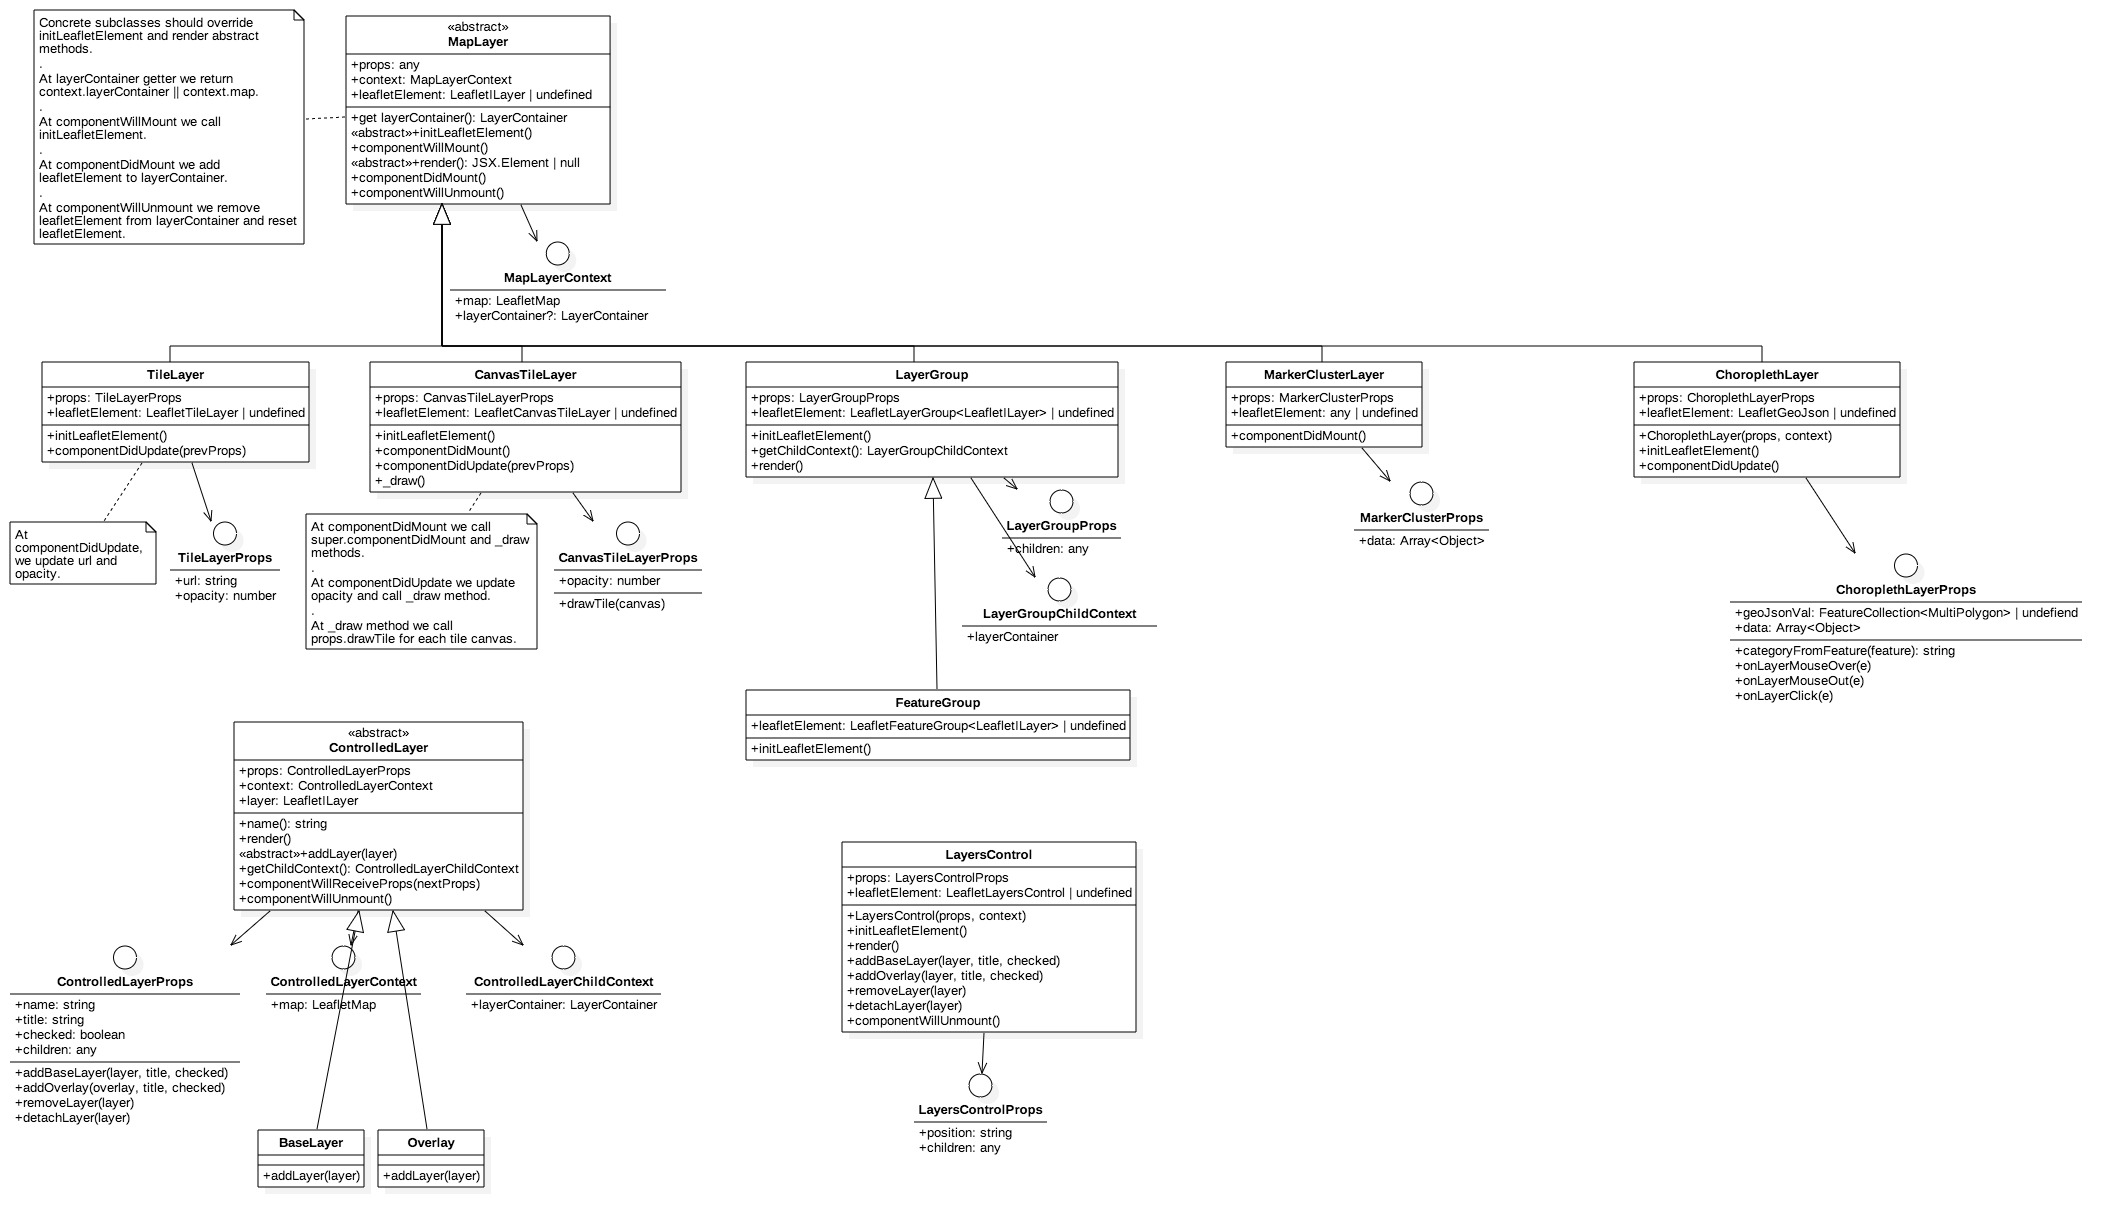 Concrete subclasses should override
initLeafletElement and render abstract
methods.
.
At layerContainer getter we return
context.layerContainer || context.map.
.
At componentWillMount we call
initLeafletElement.
.
At componentDidMount we add
leafletElement to layerContainer.
.
At componentWillUnmount we remove
leafletElement from layerContainer and reset
leafletElement.
«abstract»
MapLayer
+props: any
+context: MapLayerContext
+leafletElement: LeafletILayer | undefined
+get layerContainer(): LayerContainer
«abstract»+initLeafletElement()
+componentWillMount()
«abstract»+render(): JSX.Element | null
+componentDidMount()
+componentWillUnmount()
MapLayerContext
+map: LeafletMap
+layerContainer?: LayerContainer
TileLayer
+props: TileLayerProps
+leafletElement: LeafletTileLayer | undefined
+initLeafletElement()
+componentDidUpdate(prevProps)
At
componentDidUpdate,
we update url and
opacity.
TileLayerProps
+url: string
+opacity: number
CanvasTileLayer
+props: CanvasTileLayerProps
+leafletElement: LeafletCanvasTileLayer | undefined
+initLeafletElement()
+componentDidMount()
+componentDidUpdate(prevProps)
+_draw()
At componentDidMount we call
super.componentDidMount and _draw
methods.
.
At componentDidUpdate we update
opacity and call _draw method.
.
At _draw method we call
props.drawTile for each tile canvas.
CanvasTileLayerProps
+opacity: number
+drawTile(canvas)
LayerGroup
+props: LayerGroupProps
+leafletElement: LeafletLayerGroup<LeafletILayer> | undefined
+initLeafletElement()
+getChildContext(): LayerGroupChildContext
+render()
LayerGroupProps
+children: any
LayerGroupChildContext
+layerContainer
MarkerClusterLayer
+props: MarkerClusterProps
+leafletElement: any | undefined
+componentDidMount()
MarkerClusterProps
+data: Array<Object>
ChoroplethLayer
+props: ChoroplethLayerProps
+leafletElement: LeafletGeoJson | undefined
+ChoroplethLayer(props, context)
+initLeafletElement()
+componentDidUpdate()
ChoroplethLayerProps
+geoJsonVal: FeatureCollection<MultiPolygon> | undefiend
+data: Array<Object>
+categoryFromFeature(feature): string
+onLayerMouseOver(e)
+onLayerMouseOut(e)
+onLayerClick(e)
FeatureGroup
+leafletElement: LeafletFeatureGroup<LeafletILayer> | undefined
+initLeafletElement()
«abstract»
ControlledLayer
+props: ControlledLayerProps
+context: ControlledLayerContext
+layer: LeafletILayer
+name(): string
+render()
«abstract»+addLayer(layer)
+getChildContext(): ControlledLayerChildContext
+componentWillReceiveProps(nextProps)
+componentWillUnmount()
ControlledLayerProps
+name: string
+title: string
+checked: boolean
+children: any
+addBaseLayer(layer, title, checked)
+addOverlay(overlay, title, checked)
+removeLayer(layer)
+detachLayer(layer)
ControlledLayerContext
+map: LeafletMap
ControlledLayerChildContext
+layerContainer: LayerContainer
BaseLayer
+addLayer(layer)
Overlay
+addLayer(layer)
LayersControl
+props: LayersControlProps
+leafletElement: LeafletLayersControl | undefined
+LayersControl(props, context)
+initLeafletElement()
+render()
+addBaseLayer(layer, title, checked)
+addOverlay(layer, title, checked)
+removeLayer(layer)
+detachLayer(layer)
+componentWillUnmount()
LayersControlProps
+position: string
+children: any